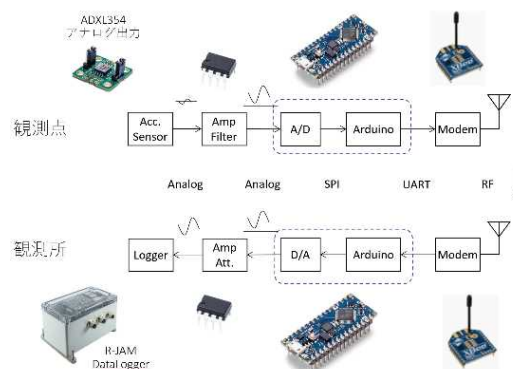 ADXL354
アナログ出力
観測点
Acc. Sensor
Amp Filter
A/D
Arduino
Modem
Analog
Analog
SPI
UART
RF
観測所
Logger
Amp Att.
D/A
Arduino
Modem
R-JAM
DataLogger